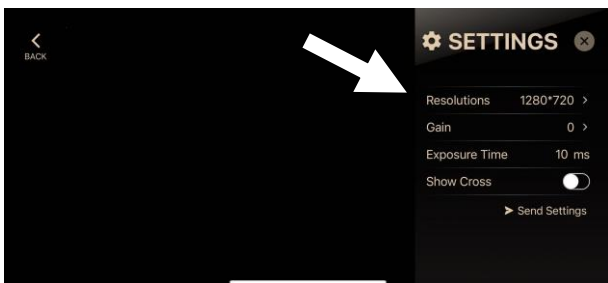 BACK
SETTINGS
Resolutions 1280*720 >
Gain 0 >
Exposure Time 10 ms
Show Cross
Send Settings